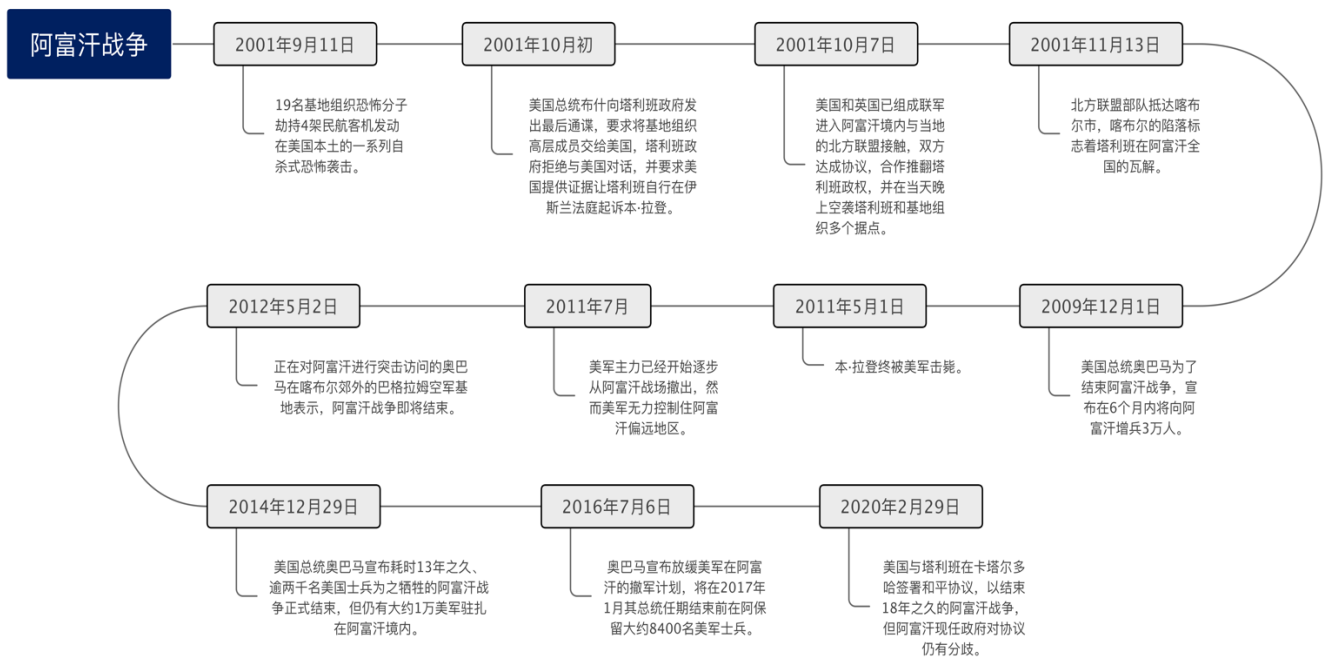 阿富汗战争
2001年9月11日
19名基地组织恐怖分子
劫持4架民航客机发动
在美国本土的一系列自
杀式恐怖袭击。
2001年10月初
美国总统布什向塔利班政府发
出最后通谍，要求将基地组织
高层成员交给美国，塔利班政
府拒绝与美国对话，并要求美
国提供证据让塔利班自行在伊
斯兰法庭起诉本·拉登。
2001年10月7日
美国和英国已组成联军
进入阿富汗境内与当地
的北方联盟接触，双方
达成协议，合作推翻塔
利班政权，并在当天晚
上空袭塔利班和基地组
织多个据点。
2001年11月13日
北方联盟部队抵达喀布
尔市，喀布尔的陷落标
志着塔利班在阿富汗全
国的瓦解。
2009年12月1日
美国总统奥巴马为了
结束阿富汗战争，宣
布在6个月内将向阿
富汗增兵3万人。
2011年5月1日
本·拉登终被美军击毙。
2011年7月
美军主力已经开始逐步
从阿富汗战场撤出，然
而美军无力控制住阿富
汗偏远地区。
2012年5月2日
正在对阿富汗进行突击访问的奥巴
马在喀布尔郊外的巴格拉姆空军基
地表示，阿富汗战争即将结束。
2014年12月29日
美国总统奥巴马宣布耗时13年之久、
逾两千名美国士兵为之牺牲的阿富汗战
争正式结束，但仍有大约1万美军驻扎
在阿富汗境内。
2016年7月6日
奥巴马宣布放缓美军在阿富
汗的撤军计划，将在2017年
1月其总统任期结束前在阿保
留大约8400名美军士兵。
2020年2月29日
美国与塔利班在卡塔尔多
哈签署和平协议，以结束
18年之久的阿富汗战争，
但阿富汗现任政府对协议
仍有分歧。